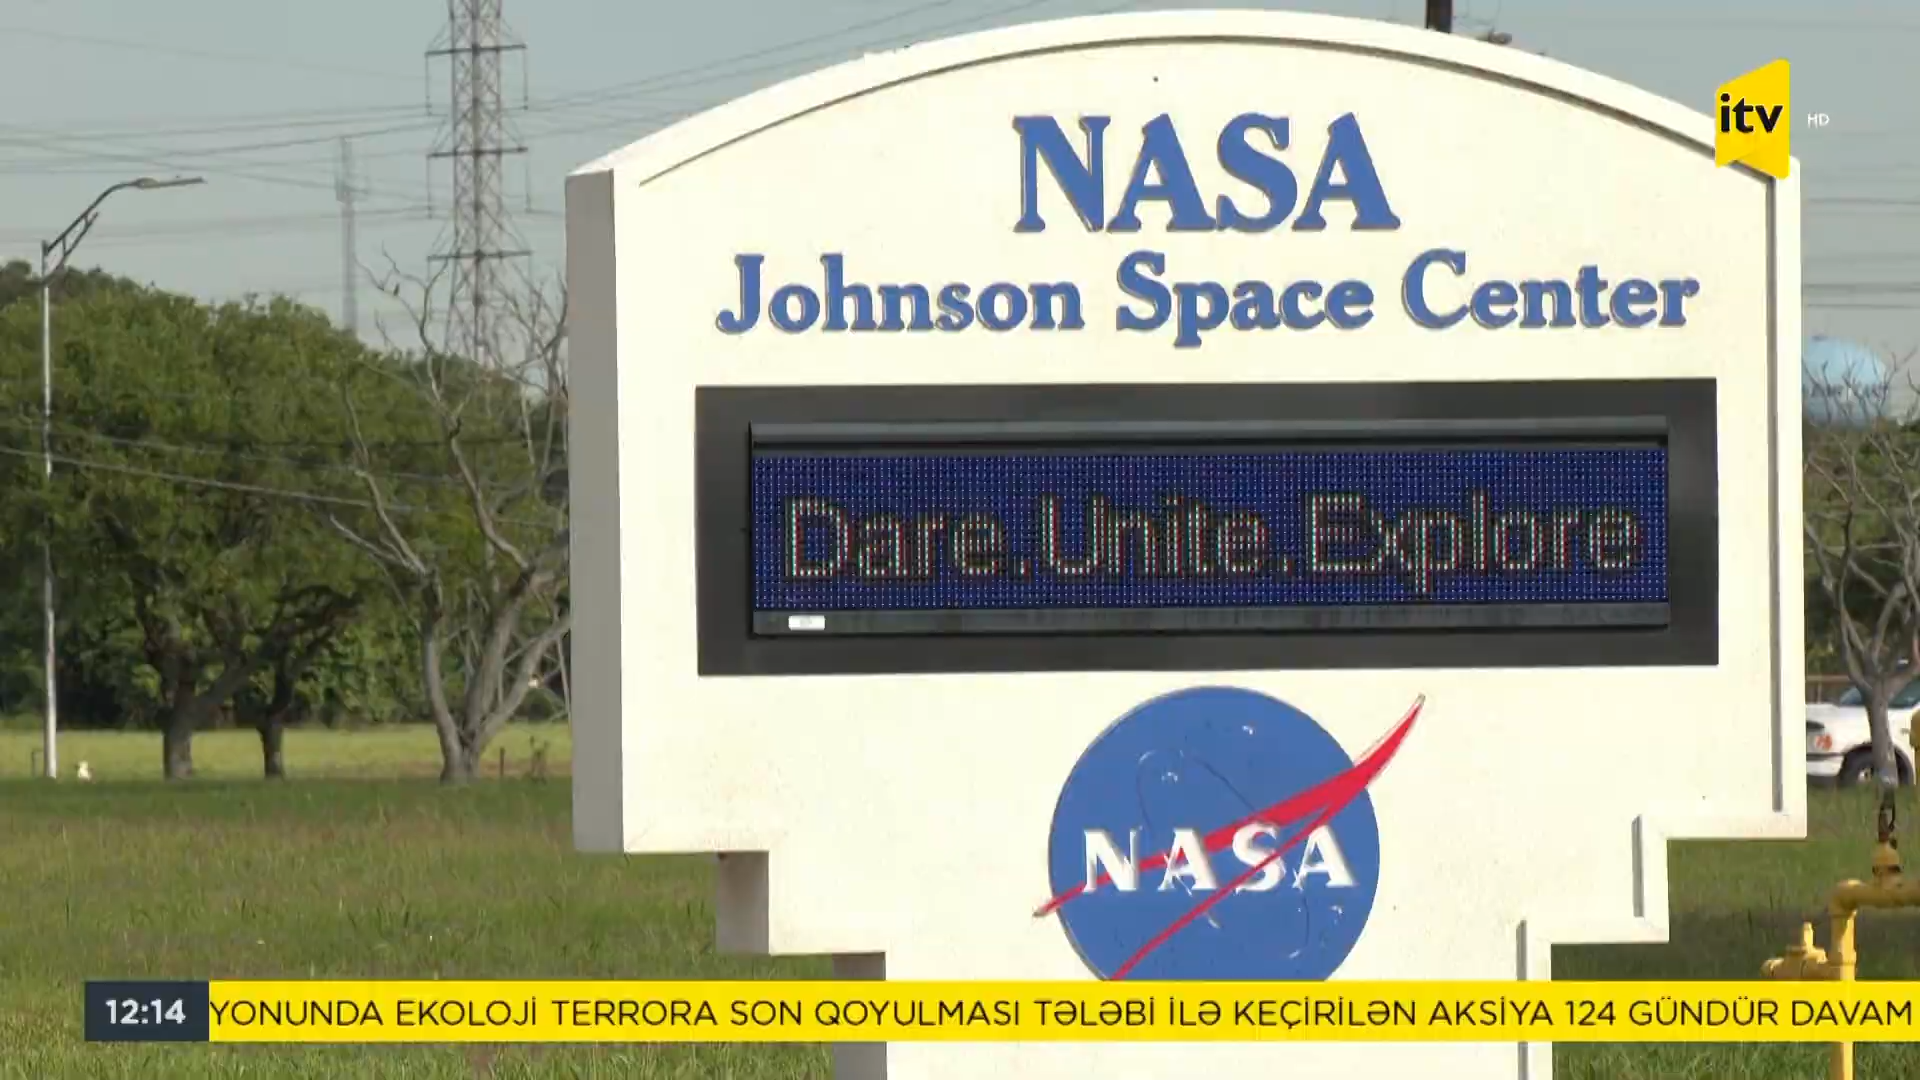 NASA
Johnson Space Center
itv HD
Dare.Unite.Explore
NASA
12:14 YONUNDA EKOLOJİ TERRORA SON QOYULMASI TƏLƏBİ İLƏ KEÇİRİLƏN AKSİYA 124 GÜNDÜR DAVAM